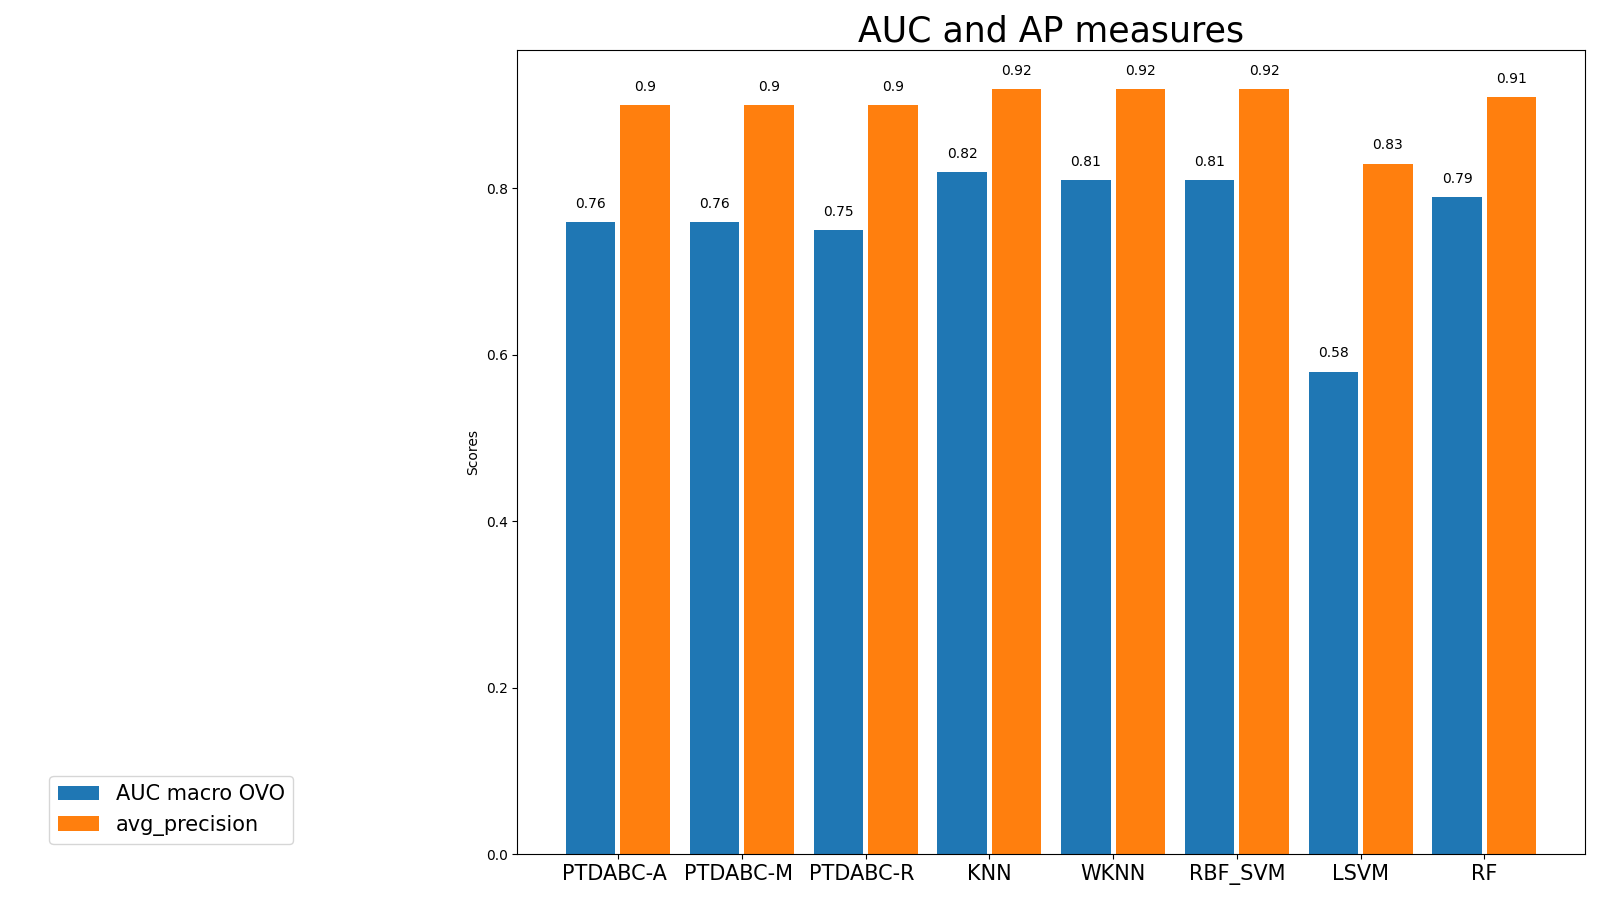 AUC and AP measures
0.9
0.9
0.9
0.92
0.92
0.92
0.91
0.76
0.76
0.75
0.82
0.81
0.81
0.83
0.79
0.58
Scores
0.8
0.6
0.4
0.2
0.0
PTDABC-A
PTDABC-M
PTDABC-R
KNN
WKNN
RBF_SVM
LSVM
RF
AUC macro OVO
avg_precision